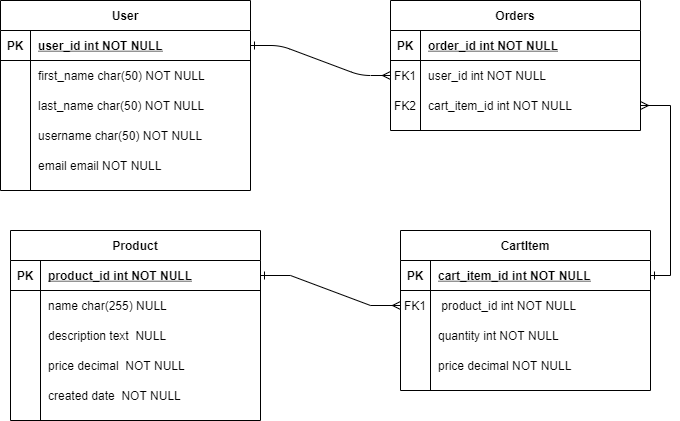 User
PK user_id int NOT NULL
first_name char(50) NOT NULL
last_name char(50) NOT NULL
username char(50) NOT NULL
email email NOT NULL
Orders
PK order_id int NOT NULL
FK1 user_id int NOT NULL
FK2 cart_item_id int NOT NULL
Product
PK product_id int NOT NULL
name char(255) NULL
description text  NULL
price decimal  NOT NULL
created date  NOT NULL
CartItem
PK cart_item_id int NOT NULL
FK1 product_id int NOT NULL
quantity int NOT NULL
price decimal NOT NULL